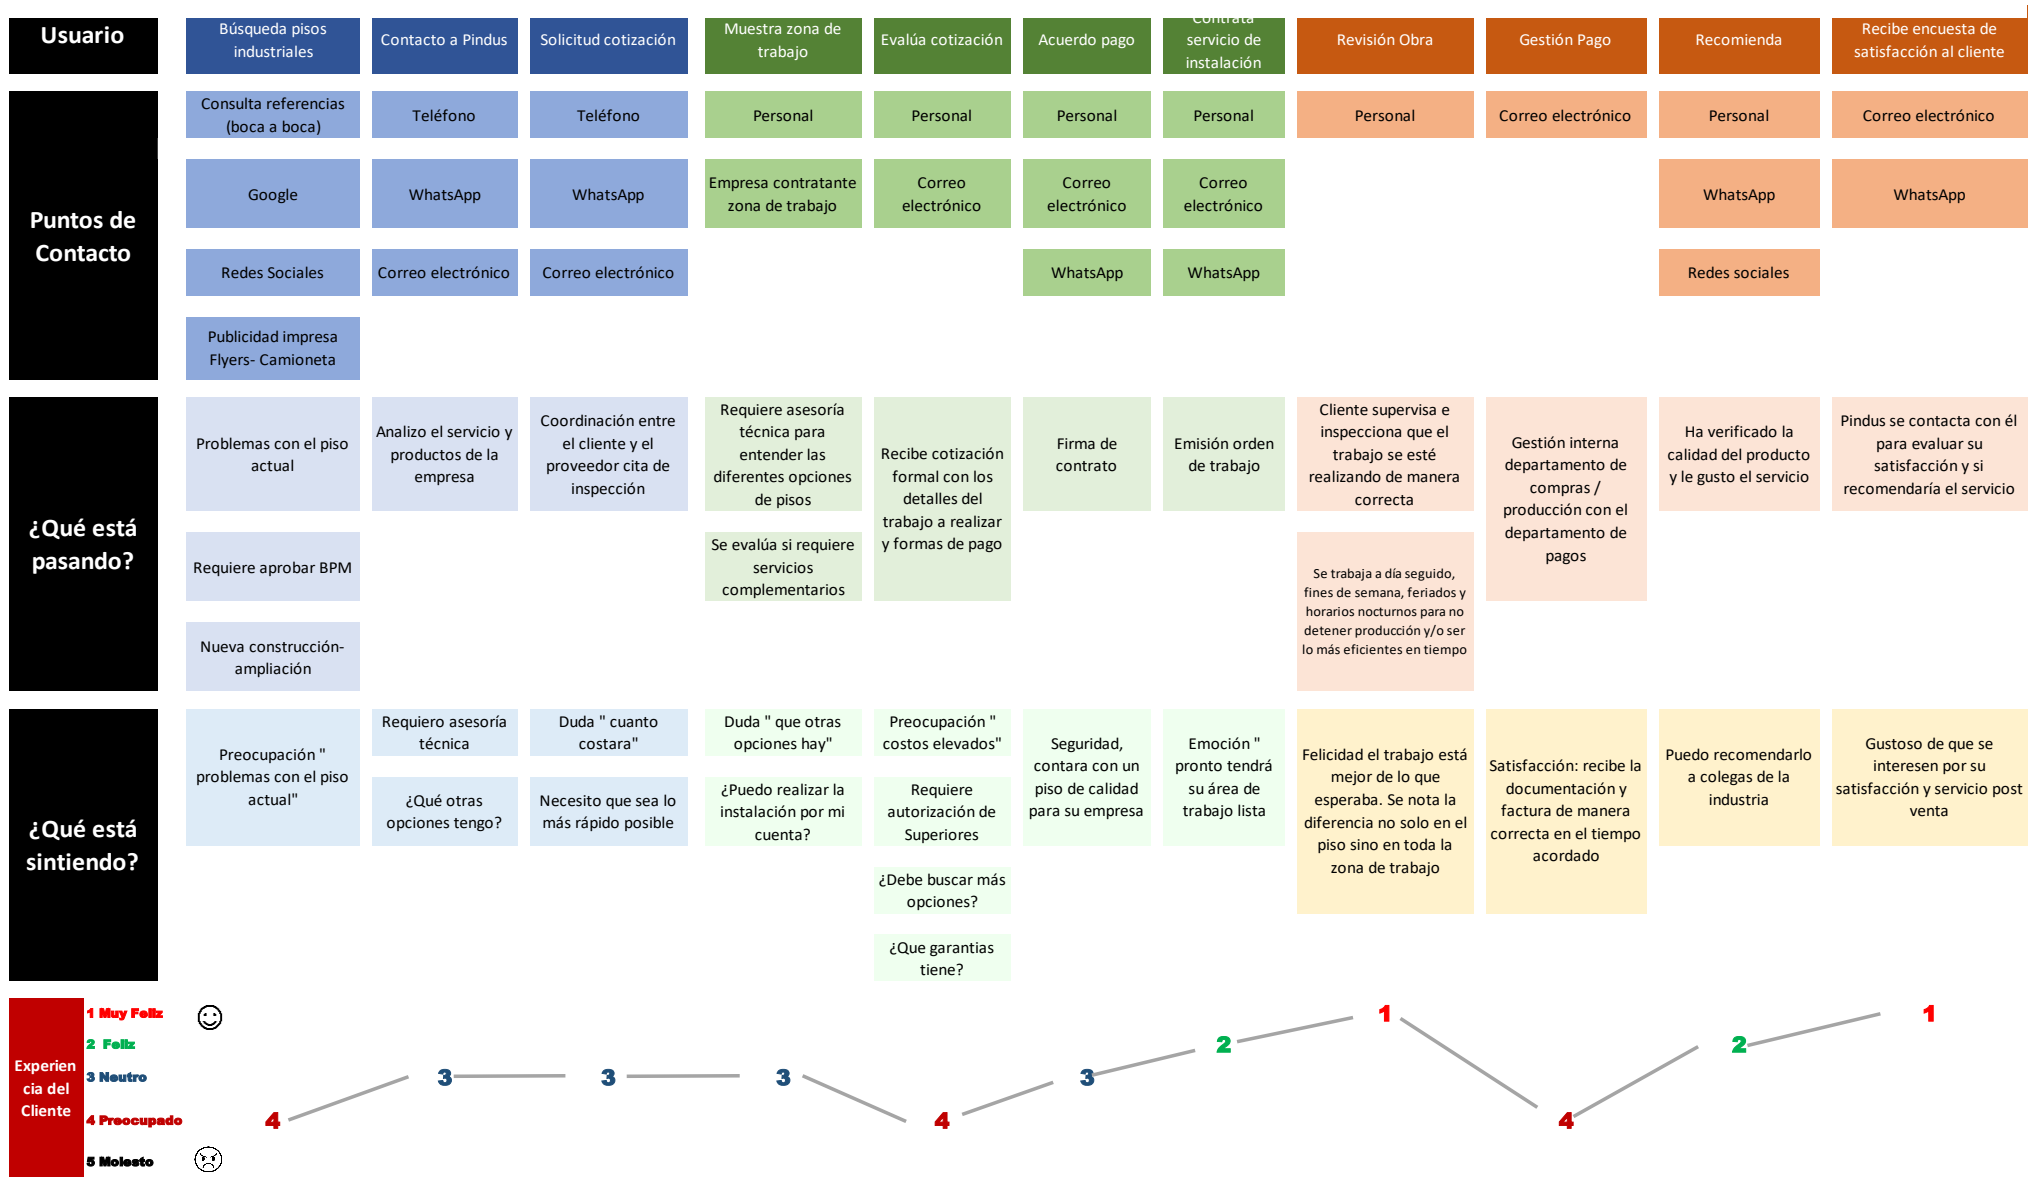 Usuario
Búsqueda pisos
industriales
Contacto a Pindus
Solicitud cotización
Muestra zona de
trabajo
Evalúa cotización
Acuerdo pago
Contrata
servicio de
instalación
Revisión Obra
Gestión Pago
Recomienda
Recibe encuesta de
satisfacción al cliente
Puntos de
Contacto
Consulta referencias
(boca a boca)
Teléfono
Teléfono
Personal
Personal
Personal
Personal
Personal
Correo electrónico
Personal
Correo electrónico
Google
WhatsApp
WhatsApp
Empresa contratante
zona de trabajo
Correo
electrónico
Correo
electrónico
Correo
electrónico
WhatsApp
WhatsApp
Redes Sociales
Correo electrónico
Correo electrónico
WhatsApp
WhatsApp
Redes sociales
Publicidad impresa
Flyers- Camioneta
¿Qué está
pasando?
Problemas con el piso
actual
Analizo el servicio y
productos de la
empresa
Coordinación entre
el cliente y el
proveedor cita de
inspección
Requiere asesoría
técnica para
entender las
diferentes opciones
de pisos
Recibe cotización
formal con los
detalles del
trabajo a realizar
y formas de pago
Firma de
contrato
Emisión orden
de trabajo
Cliente supervisa e
inspecciona que el
trabajo se esté
realizando de manera
correcta
Gestión interna
departamento de
compras /
producción con el
departamento de
pagos
Ha verificado la
calidad del producto
y le gusto el servicio
Pindus se contacta con él
para evaluar su
satisfacción y si
recomendaría el servicio
Requiere aprobar BPM
Se evalúa si requiere
servicios
complementarios
Se trabaja a día seguido,
fines de semana, feriados y
horarios nocturnos para no
detener producción y/o ser
lo más eficientes en tiempo
Nueva construcción-
ampliación
¿Qué está
sintiendo?
Preocupación "
problemas con el piso
actual"
Requiero asesoría
técnica
Duda " cuanto
costara"
Duda " que otras
opciones hay"
Preocupación "
costos elevados"
Seguridad,
contara con un
piso de calidad
para su empresa
Emoción "
pronto tendrá
su área de
trabajo lista
Felicidad el trabajo está
mejor de lo que
esperaba. Se nota la
diferencia no solo en el
piso sino en toda la
zona de trabajo
Satisfacción: recibe la
documentación y
factura de manera
correcta en el tiempo
acordado
Puedo recomendarlo
a colegas de la
industria
Gustoso de que se
interesen por su
satisfacción y servicio post
venta
¿Qué otras
opciones tengo?
Necesito que sea lo
más rápido posible
¿Puedo realizar la
instalación por mi
cuenta?
Requiere
autorización de
Superiores
¿Debe buscar más
opciones?
¿Que garantias
tiene?
Experien
cia del
Cliente
1 Muy Feliz
2 Feliz
3 Neutro
4 Preocupado
5 Molesto
4
3
3
3
4
3
2
1
4
2
1